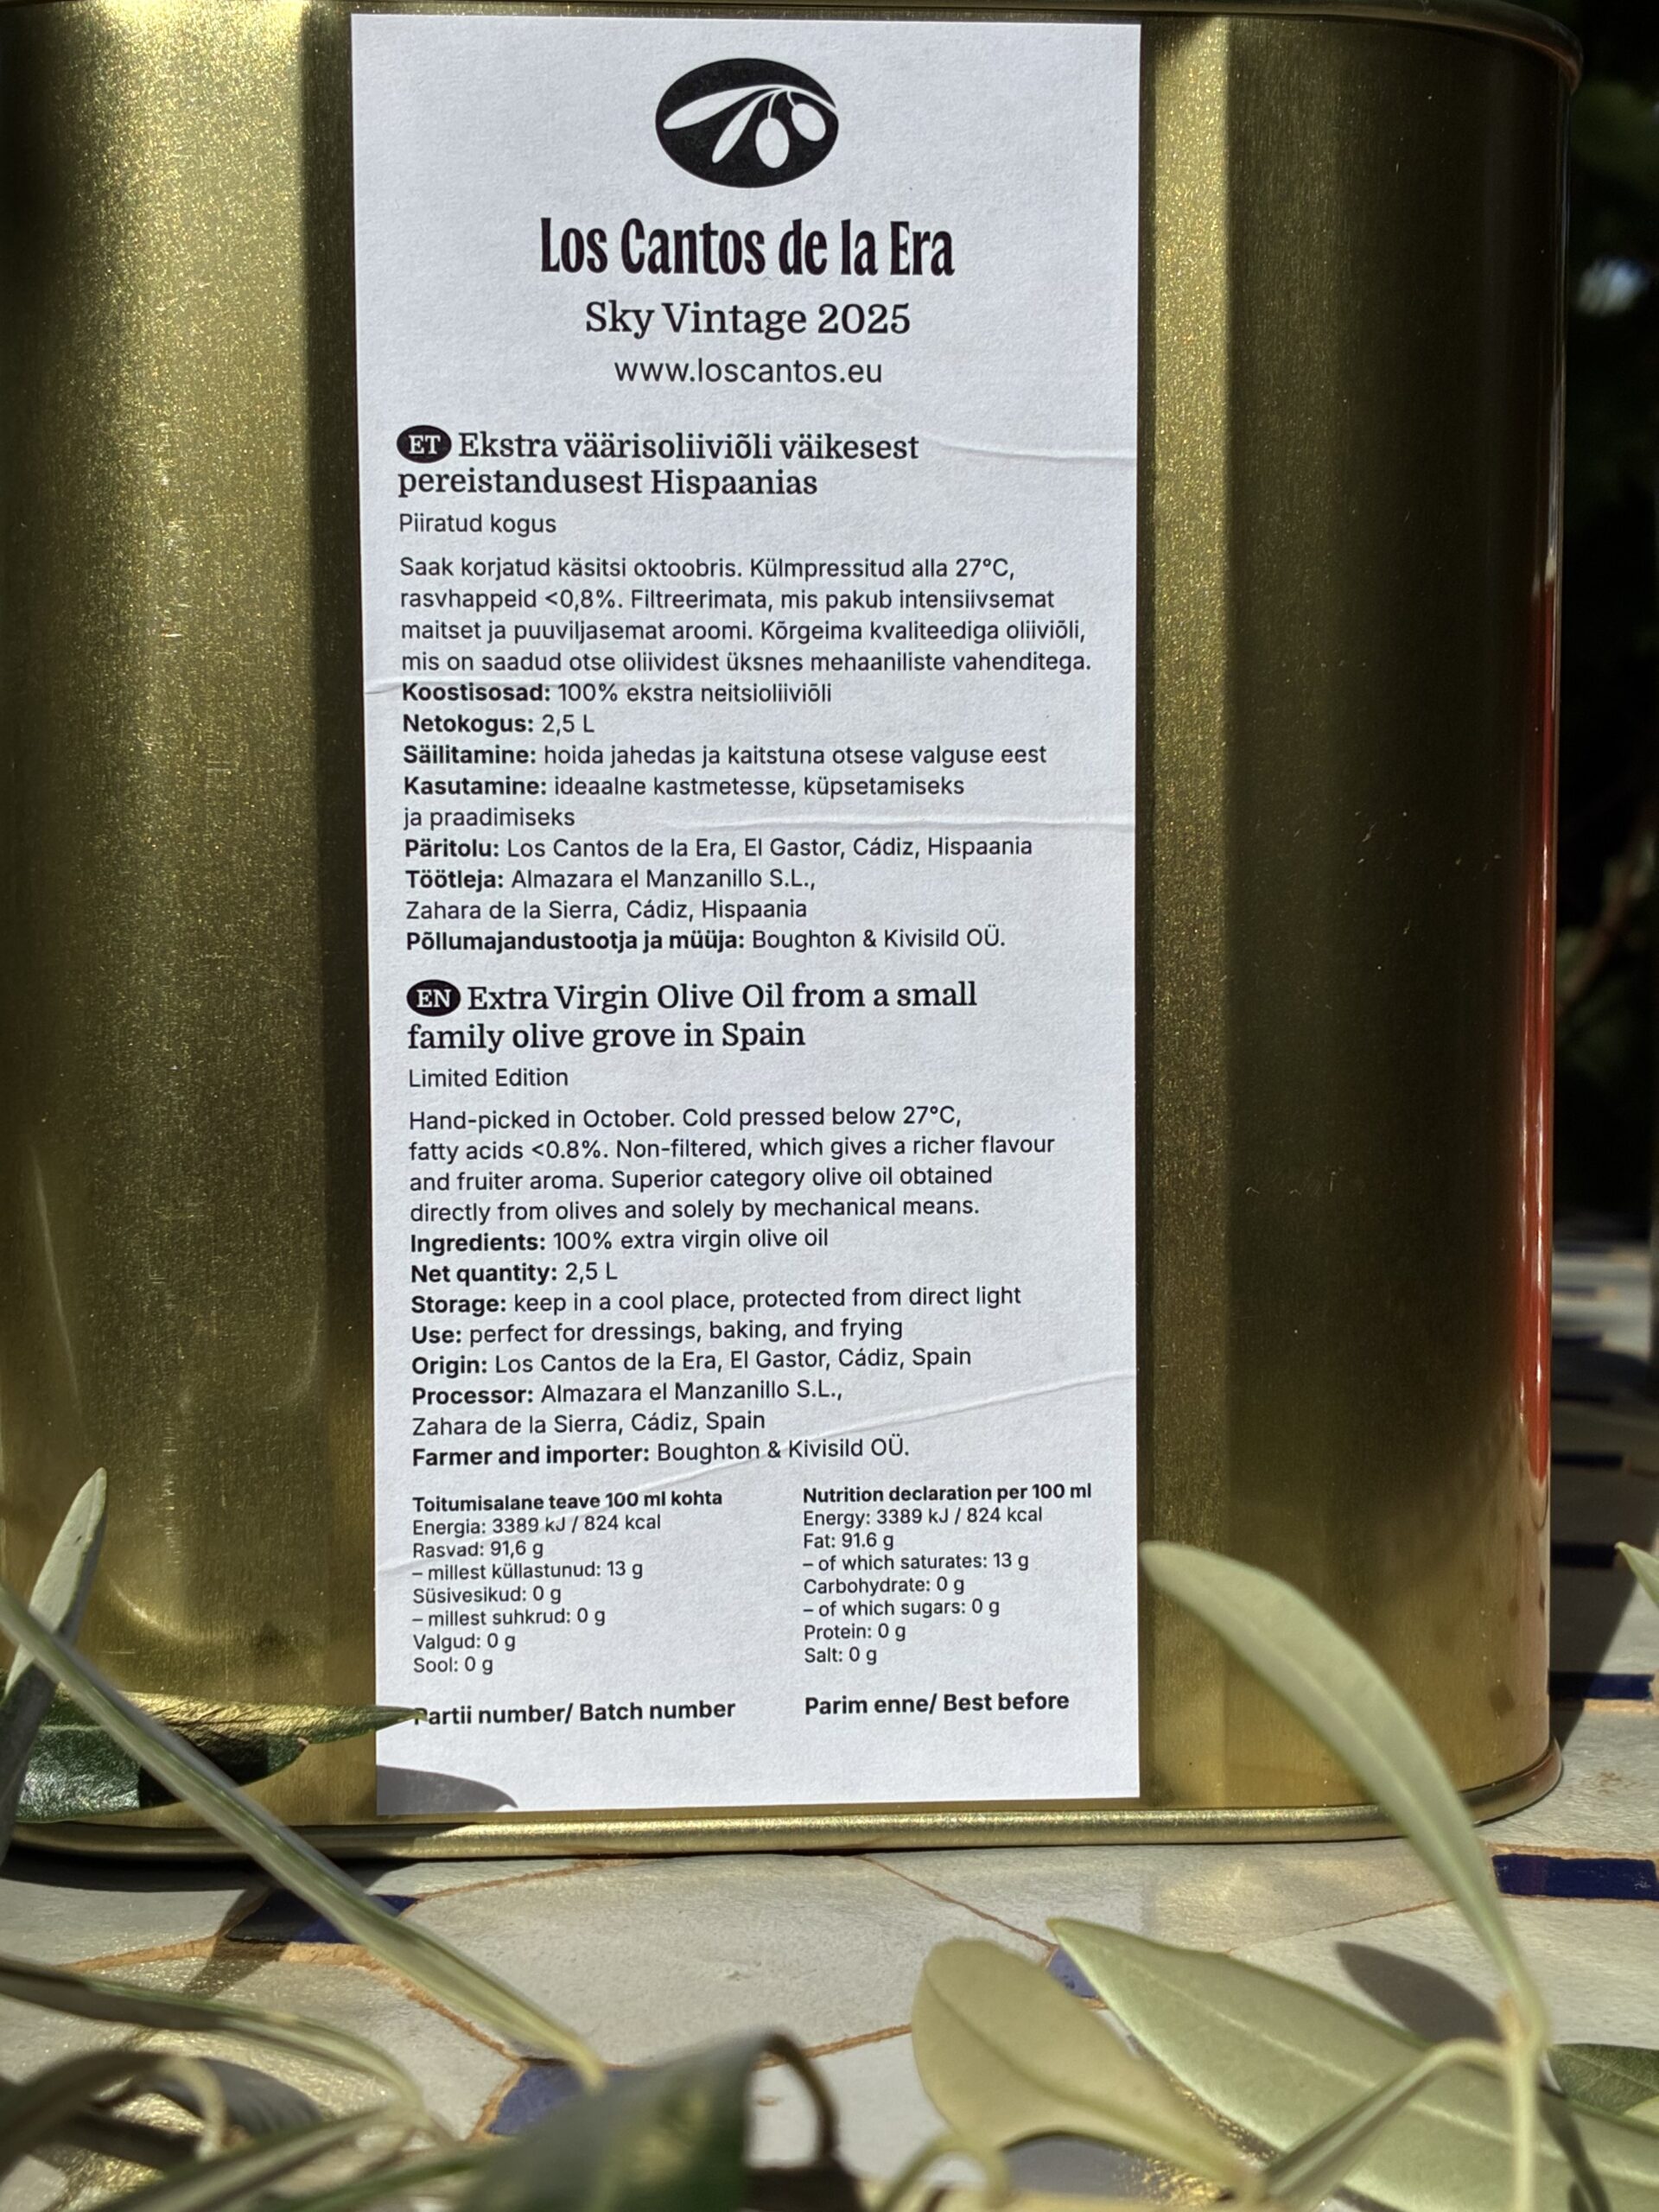 Los Cantos de la Era
Sky Vintage 2025
www.loscantos.eu
ET Ekstra väärisoliiviõli väikesest
pereistandusest Hispaanias
Piiratud kogus
Saak korjatud käsitsi oktoobris. Külmpressitud alla 27°C,
rasvhappeid <0,8%. Filtreerimata, mis pakub intensiivsemat
maitset ja puuviljasemat aroomi. Kõrgeima kvaliteediga oliiviõli,
mis on saadud otse oliividest üksnes mehaaniliste vahenditega.
Koostisosad: 100% ekstra neitsioliiviõli
Netokogus: 2,5 L
Säilitamine: hoida jahedas ja kaitstuna otsese valguse eest
Kasutamine: ideaalne kastmetesse, küpsetamiseks
ja praadimiseks
Päritolu: Los Cantos de la Era, El Gastor, Cádiz, Hispaania
Töötleja: Almazara el Manzanillo S.L.,
Zahara de la Sierra, Cádiz, Hispaania
Põllumajandustootja ja müüja: Boughton & Kivisild OÜ.
EN Extra Virgin Olive Oil from a small
family olive grove in Spain
Limited Edition
Hand-picked in October. Cold pressed below 27°C,
fatty acids <0.8%. Non-filtered, which gives a richer flavour
and fruiter aroma. Superior category olive oil obtained
directly from olives and solely by mechanical means.
Ingredients: 100% extra virgin olive oil
Net quantity: 2,5 L
Storage: keep in a cool place, protected from direct light
Use: perfect for dressings, baking, and frying
Origin: Los Cantos de la Era, El Gastor, Cádiz, Spain
Processor: Almazara el Manzanillo S.L.,
Zahara de la Sierra, Cádiz, Spain
Farmer and importer: Boughton & Kivisild OÜ.
Toitumisalane teave 100 ml kohta
Energia: 3389 kJ / 824 kcal
Rasvad: 91,6 g
– millest küllastunud: 13 g
Süsivesikud: 0 g
– millest suhkrud: 0 g
Valgud: 0 g
Sool: 0 g
Partii number/ Batch number
Nutrition declaration per 100 ml
Energy: 3389 kJ / 824 kcal
Fat: 91.6 g
– of which saturates: 13 g
Carbohydrate: 0 g
– of which sugars: 0 g
Protein: 0 g
Salt: 0 g
Parim enne/ Best before